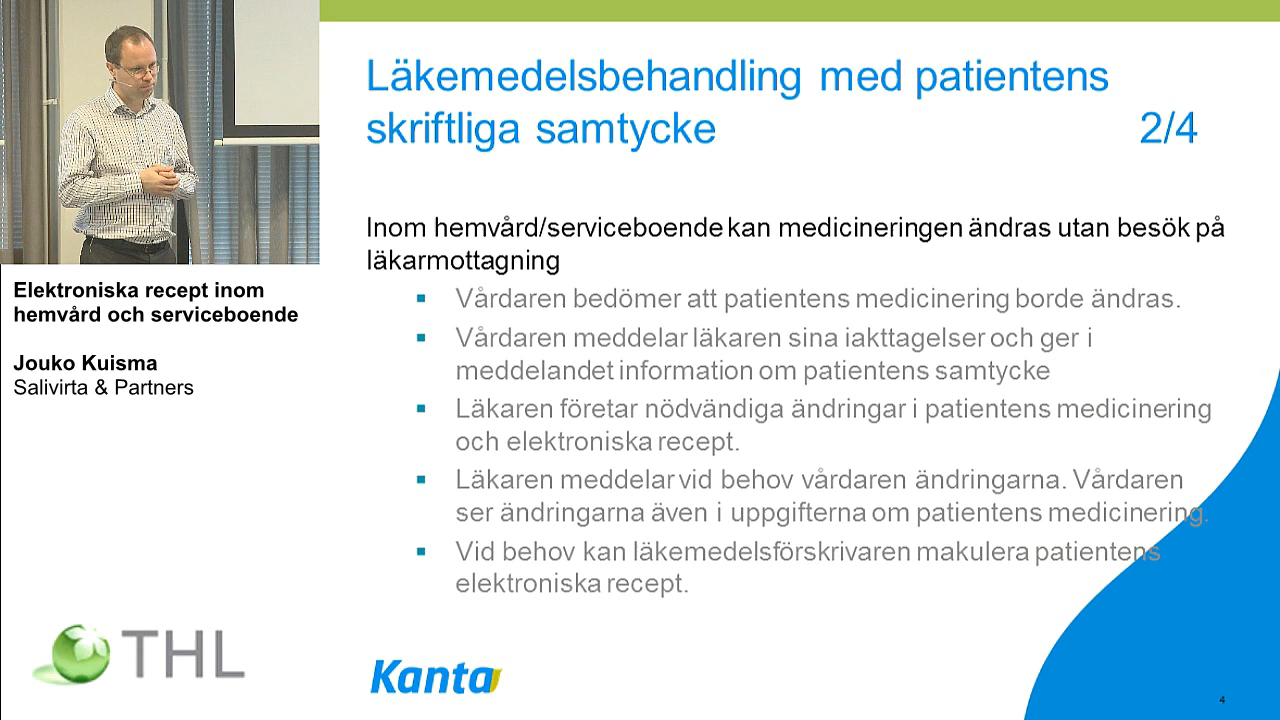 Läkemedelsbehandling med patientens
skriftliga samtycke 2/4
Inom hemvård/serviceboende kan medicineringen ändras utan besök på
läkarmottagning
▪ Vårdaren bedömer att patientens medicinering borde ändras.
▪ Vårdaren meddelar läkaren sina iakttagelser och ger i
meddelandet information om patientens samtycke
▪ Läkaren företar nödvändiga ändringar i patientens medicinering
och elektroniska recept.
▪ Läkaren meddelar vid behov vårdaren ändringarna. Vårdaren
ser ändringarna även i uppgifterna om patientens medicinering.
▪ Vid behov kan läkemedelsförskrivaren makulera patientens
elektroniska recept.
Elektroniska recept inom
hemvård och serviceboende
Jouko Kuisma
Salivirta & Partners
THL
Kanta
4